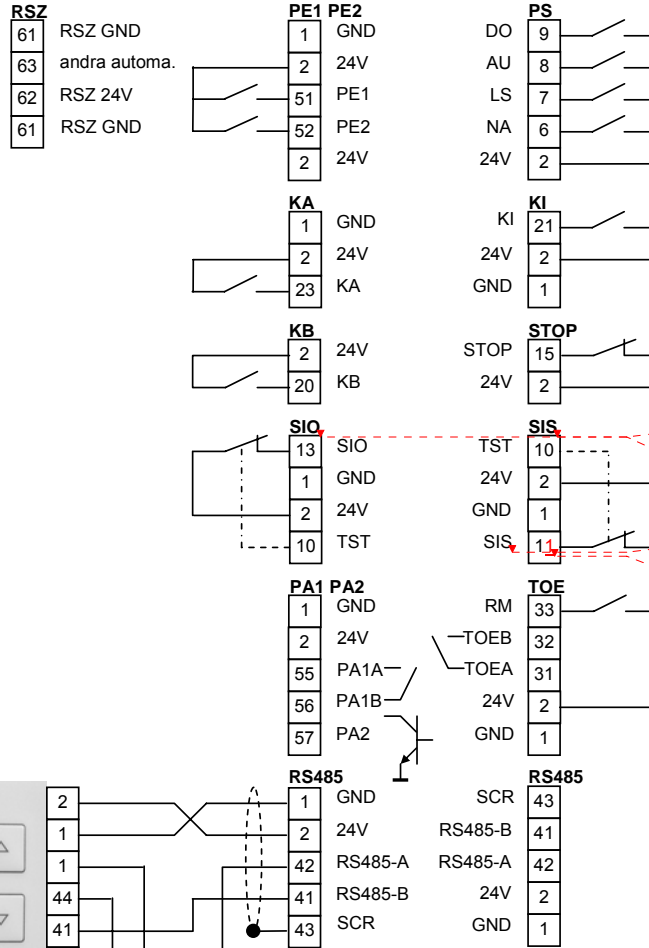 RSZ
61 RSZ GND
63 andra automa.
62 RSZ 24V
61 RSZ GND
PE1 PE2
1 GND
2 24V
51 PE1
52 PE2
2 24V
PS
DO 9
AU 8
LS 7
NA 6
24V 2
KA
1 GND
2 24V
23 KA
KI
KI 21
24V 2
GND 1
KB
2 24V
20 KB
STOP
STOP 15
24V 2
SIO
13 SIO
1 GND
2 24V
10 TST
SIS
TST 10
24V 2
GND 1
SIS 11
PA1 PA2
1 GND
2 24V
55 PA1A
56 PA1B
57 PA2
TOE
RM 33
TOEB 32
TOEA 31
24V 2
GND 1
2
1
1
44
41
RS485
1 GND
2 24V
42 RS485-A
41 RS485-B
43 SCR
RS485
SCR 43
RS485-B 41
RS485-A 42
24V 2
GND 1